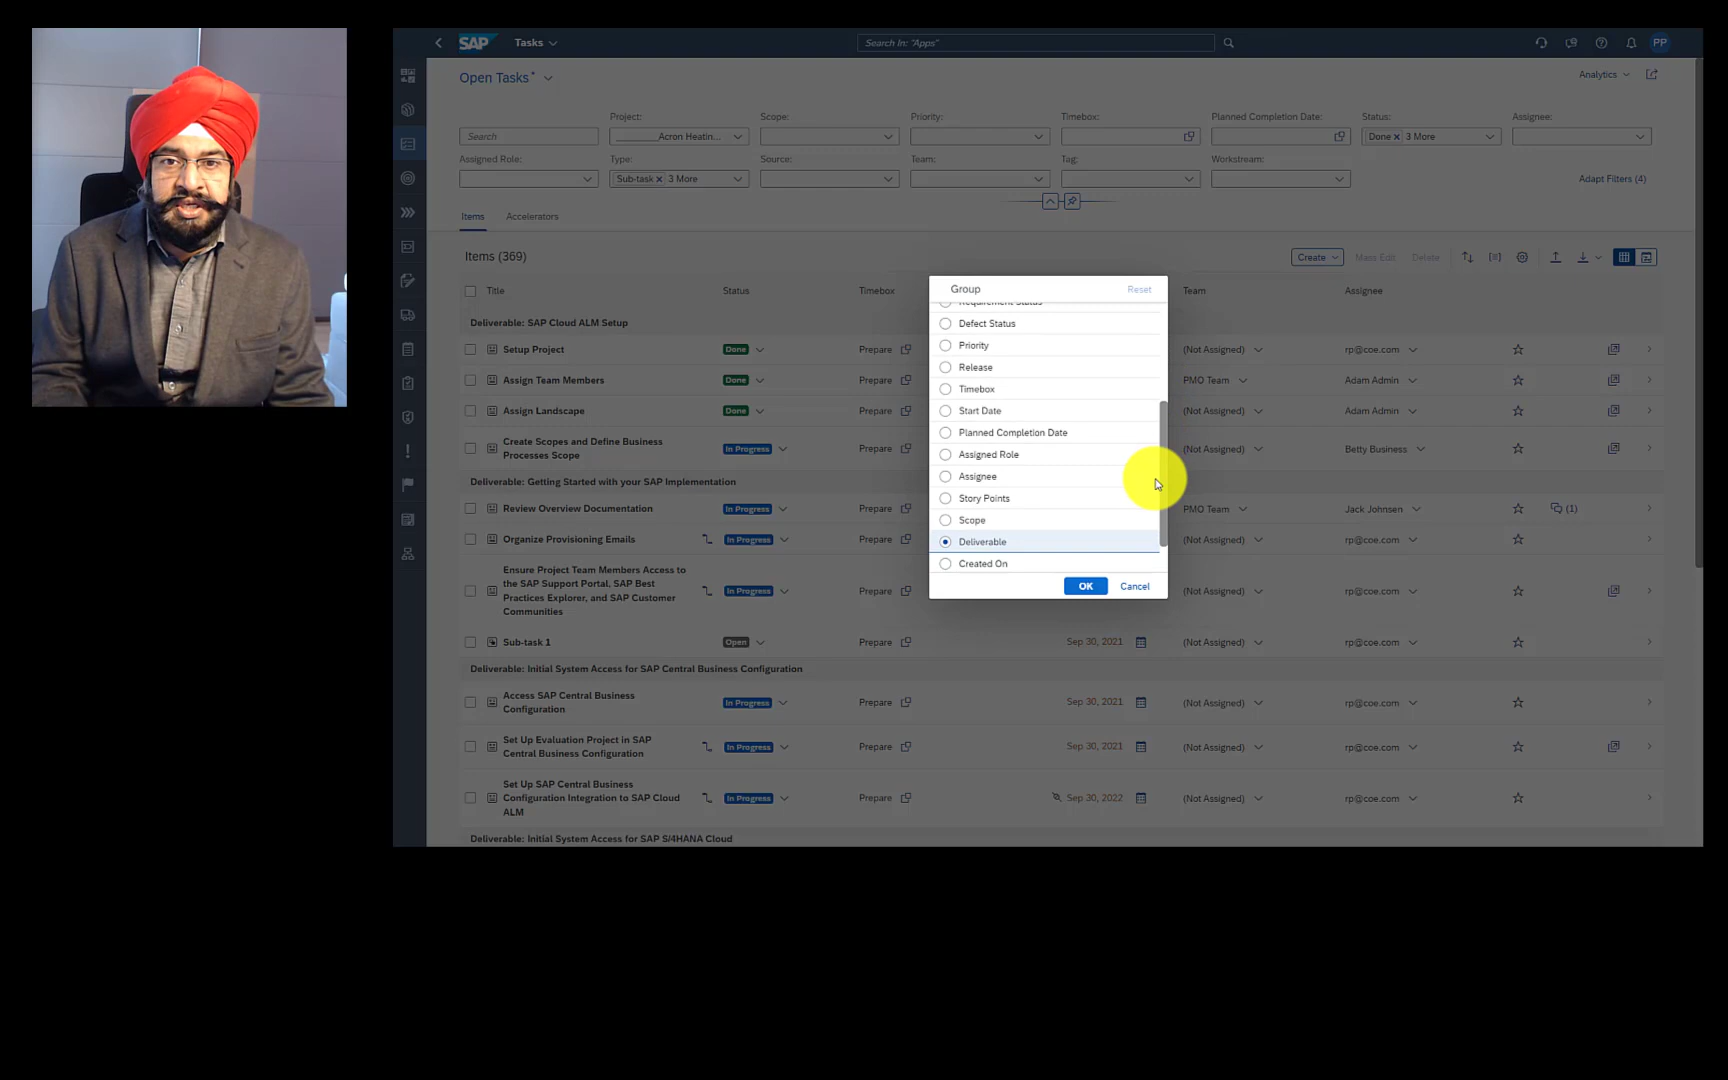 SAP Tasks Search In: "Apps" PP
Open Tasks* Analytics
Project: Scope: Priority: Timebox: Planned Completion Date: Status: Assignee:
Search ________Acron Heatin... Done × 3 More
Assigned Role: Type: Source: Team: Tag: Workstream:
Sub-task × 3 More Adapt Filters (4)
Items Accelerators
Items (369) Create Mass Edit Delete
Title Status Timebox Team Assignee
Deliverable: SAP Cloud ALM Setup
Setup Project Done Prepare (Not Assigned) rp@coe.com
Assign Team Members Done Prepare PMO Team Adam Admin
Assign Landscape Done Prepare (Not Assigned) Adam Admin
Create Scopes and Define Business
Processes Scope In Progress Prepare (Not Assigned) Betty Business
Deliverable: Getting Started with your SAP Implementation
Review Overview Documentation In Progress Prepare PMO Team Jack Johnsen (1)
Organize Provisioning Emails In Progress Prepare (Not Assigned) rp@coe.com
Ensure Project Team Members Access to
the SAP Support Portal, SAP Best
Practices Explorer, and SAP Customer
Communities In Progress Prepare (Not Assigned) rp@coe.com
Sub-task 1 Open Prepare Sep 30, 2021 (Not Assigned) rp@coe.com
Deliverable: Initial System Access for SAP Central Business Configuration
Access SAP Central Business
Configuration In Progress Prepare Sep 30, 2021 (Not Assigned) rp@coe.com
Set Up Evaluation Project in SAP
Central Business Configuration In Progress Prepare Sep 30, 2021 (Not Assigned) rp@coe.com
Set Up SAP Central Business
Configuration Integration to SAP Cloud
ALM In Progress Prepare Sep 30, 2022 (Not Assigned) rp@coe.com
Deliverable: Initial System Access for SAP S/4HANA Cloud
Group Reset
Requirement Status
Defect Status
Priority
Release
Timebox
Start Date
Planned Completion Date
Assigned Role
Assignee
Story Points
Scope
Deliverable
Created On
OK Cancel